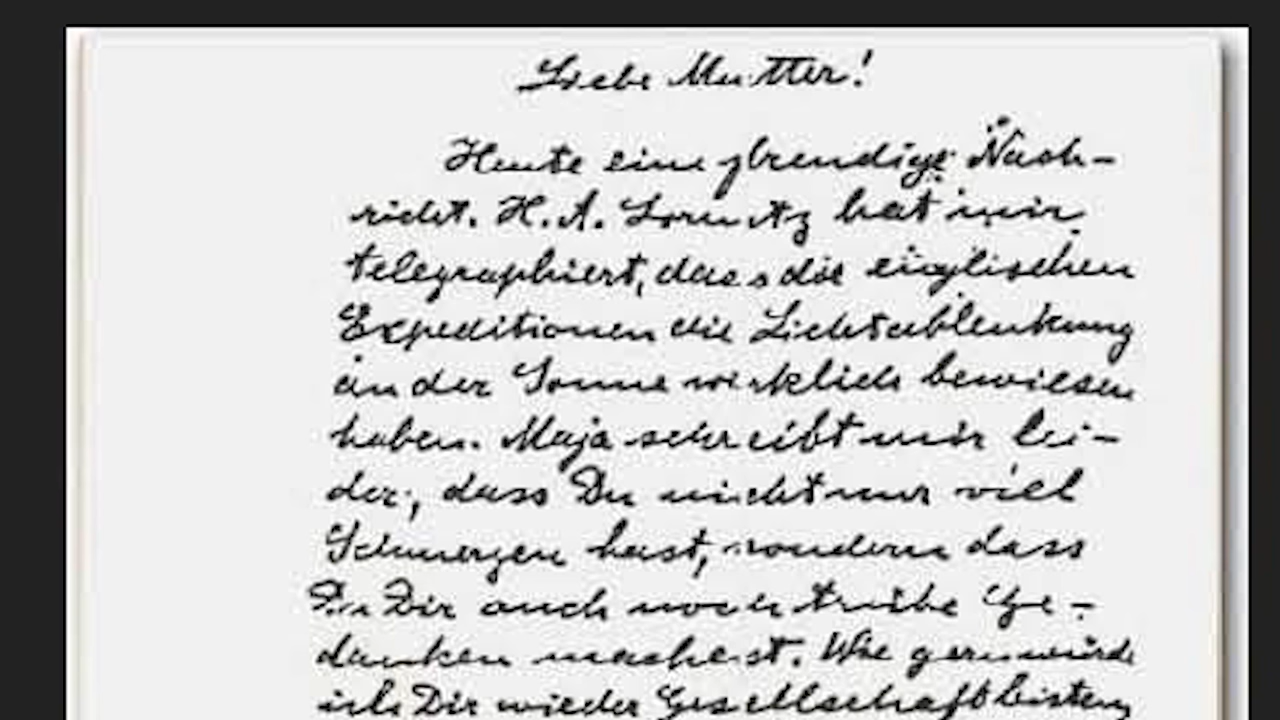 Liebe Mutter!
Heute eine freudige Nach-
richt. H. A. Lorentz hat mir
telegraphiert, dass die englischen
Expeditionen die Lichtablenkung
an der Sonne wirklich bewiesen
haben. Maja schreibt mir lei-
der, dass Du nicht nur viel
Schmerzen hast, sondern dass
Du Dir auch noch trübe Ge-
danken machst. Wie gern würde
ich Dir wieder Gesellschaft leisten,